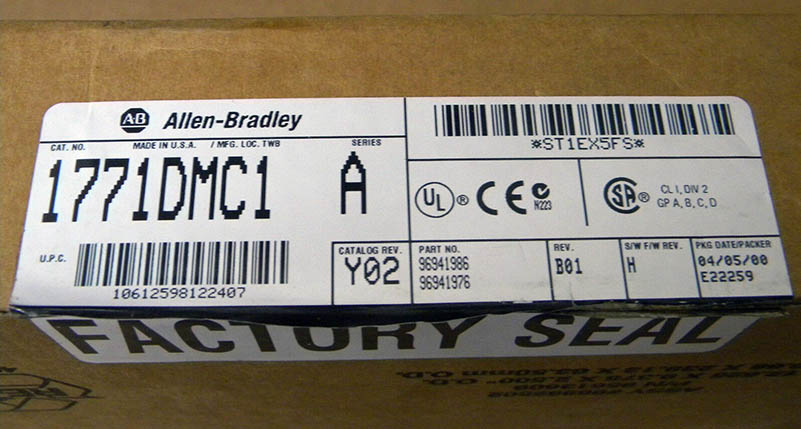 AB Allen-Bradley
CAT. NO. MADE IN U.S.A. / MFG. LOC. TWB SERIES
1771DMC1 A
U.P.C.
10612598122407
CATALOG REV.
Y02
*ST1EX5FS*
UL ® CE N223 SA ® CL I, DIV 2
GP A, B, C, D
PART NO.
96941986
96941976
REV.
B01
S/W F/W REV.
H
PKG DATE/PACKER
04/05/00
E22259
FACTORY SEAL